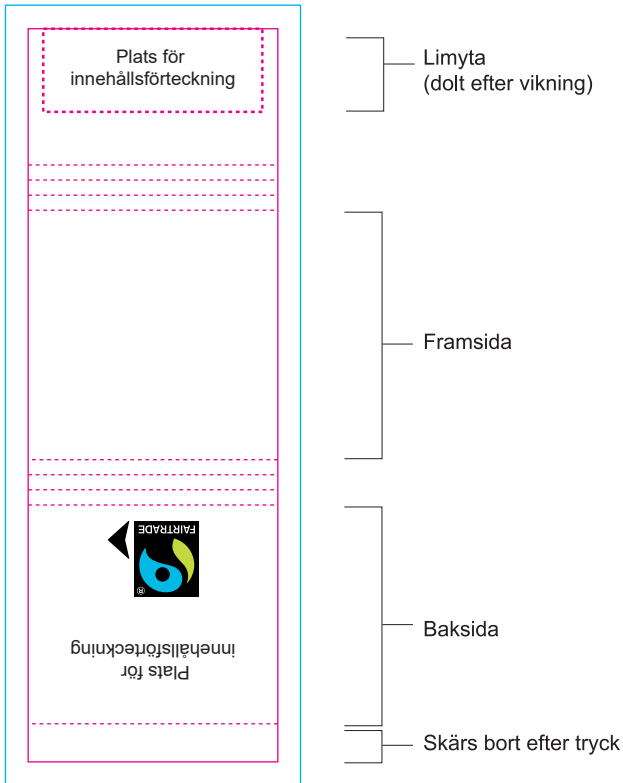 Plats för
innehållsförteckning
Limyta
(dolt efter vikning)
Framsida
FAIRTRADE
®
Plats för
innehållsförteckning
Baksida
Skärs bort efter tryck